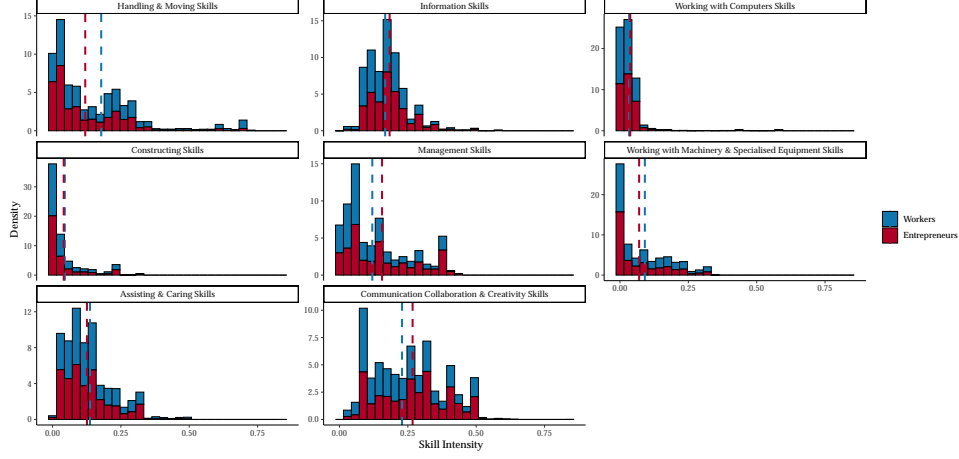 Handling & Moving Skills
Information Skills
Working with Computers Skills
15
10
5
0
15
10
5
0
20
10
0
Constructing Skills
Management Skills
Working with Machinery & Specialised Equipment Skills
30
20
10
0
15
10
5
0
20
10
0
0.00 0.25 0.50 0.75
Assisting & Caring Skills
Communication Collaboration & Creativity Skills
12
8
4
0
10.0
7.5
5.0
2.5
0.0
0.00 0.25 0.50 0.75
0.00 0.25 0.50 0.75
Density
Skill Intensity
Workers
Entrepreneurs